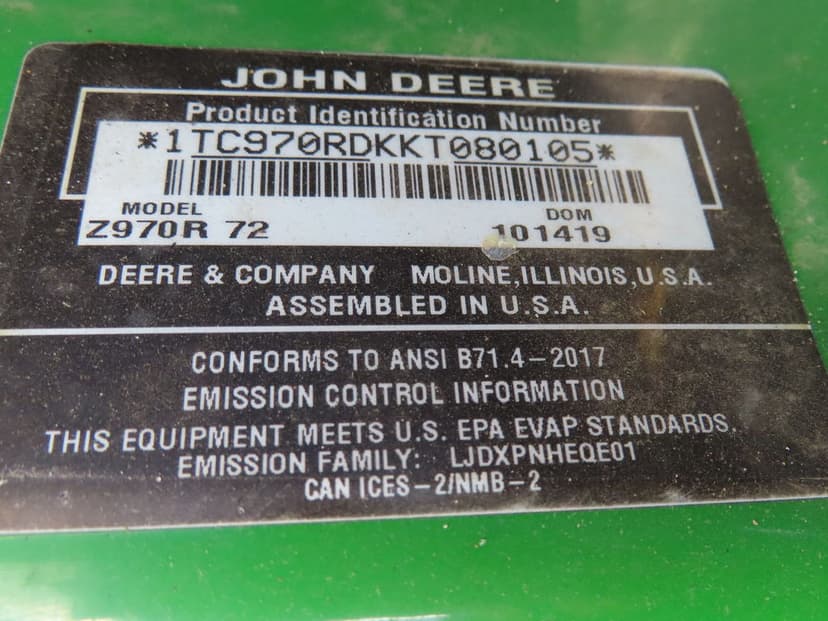 JOHN DEERE
Product Identification Number
*1TC970RDKKT080105*
MODEL DOM
Z970R 72 101419
DEERE & COMPANY MOLINE, ILLINOIS, U.S.A.
ASSEMBLED IN U.S.A.
CONFORMS TO ANSI B71.4-2017
EMISSION CONTROL INFORMATION
THIS EQUIPMENT MEETS U.S. EPA EVAP STANDARDS.
EMISSION FAMILY: LJDXPNHEQE01
CAN ICES-2/NMB-2